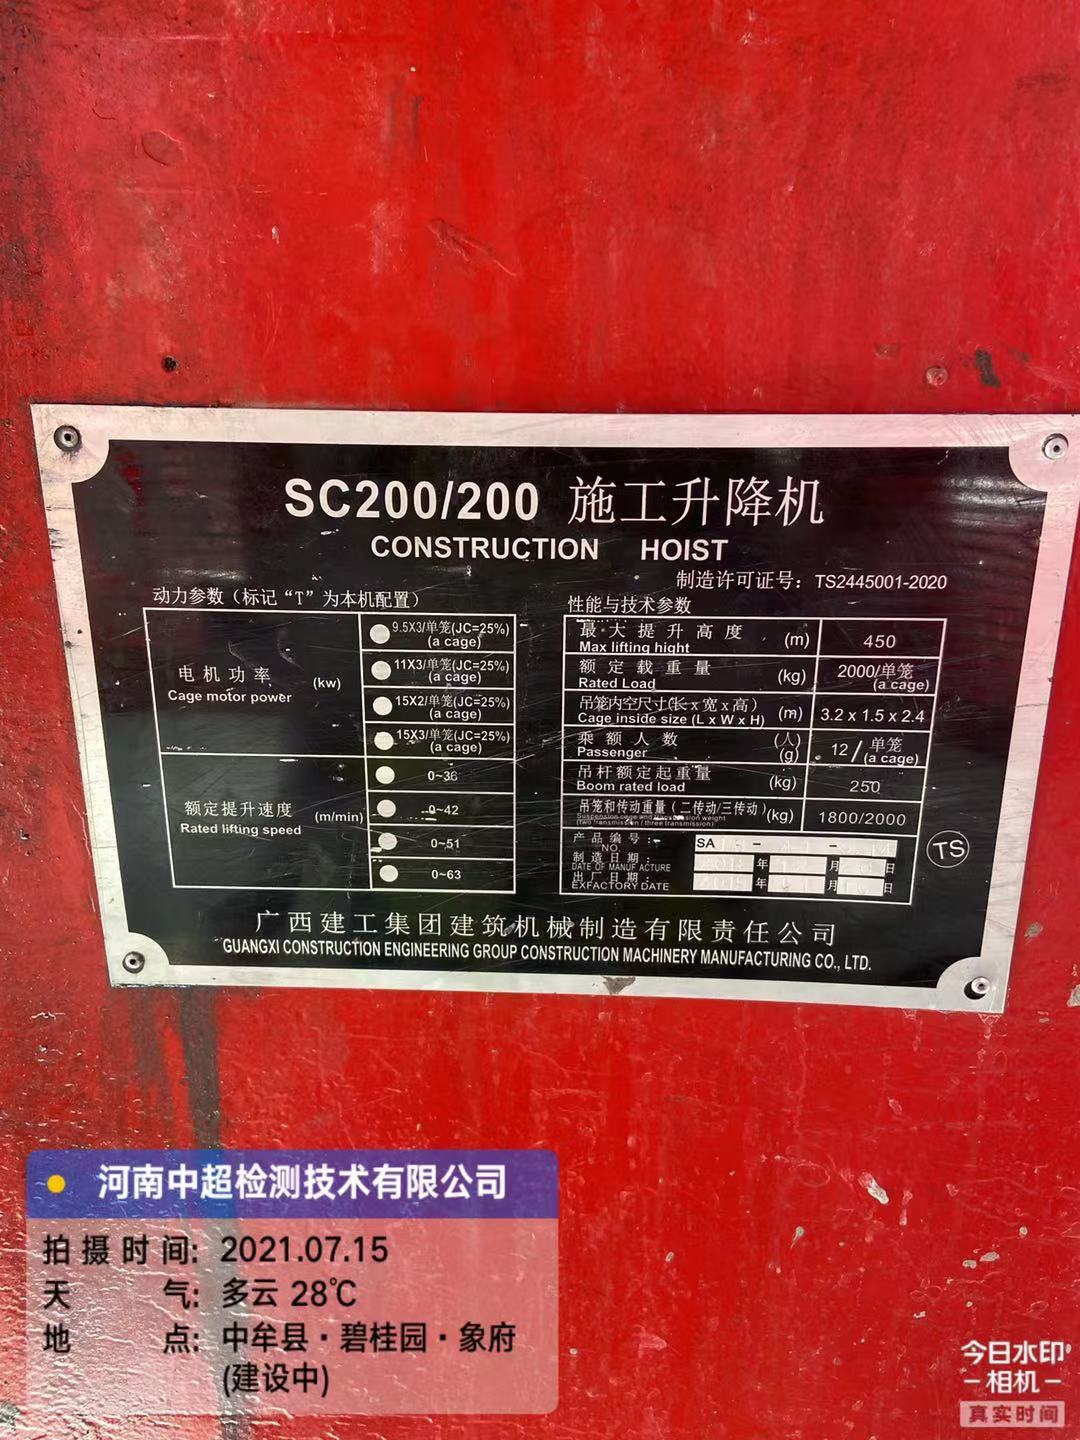 SC200/200 施工升降机
CONSTRUCTION HOIST
制造许可证号：TS2445001-2020
动力参数（标记“T”为本机配置）
电机功率 (kw)
Cage motor power
9.5X3/单笼(JC=25%)
(a cage)
11X3/单笼(JC=25%)
(a cage)
15X2/单笼(JC=25%)
(a cage)
15X3/单笼(JC=25%)
(a cage)
额定提升速度 (m/min)
Rated lifting speed
0~36
0~42
0~51
0~63
性能与技术参数
最大提升高度 (m) 450
Max lifting hight
额定载重量 (kg) 2000/单笼
Rated Load (a cage)
吊笼内空尺寸(长x宽x高) (m) 3.2 x 1.5 x 2.4
Cage inside size (L x W x H)
乘额人数 (人) 12/单笼
Passenger (g) (a cage)
吊杆额定起重量 (kg) 250
Boom rated load
吊笼和传动重量（二传动/三传动）(kg) 1800/2000
Suspension cage and transmission weight
(two transmission / three transmission)
产品编号： SA
NO.
制造日期： 年 月 日
DATE OF MANUFACTURE
出厂日期： 年 月 日
EXFACTORY DATE
TS
广西建工集团建筑机械制造有限责任公司
GUANGXI CONSTRUCTION ENGINEERING GROUP CONSTRUCTION MACHINERY MANUFACTURING CO., LTD.
河南中超检测技术有限公司
拍摄时间: 2021.07.15
天气: 多云 28℃
地点: 中牟县·碧桂园·象府
(建设中)
今日水印
-相机-
真实时间